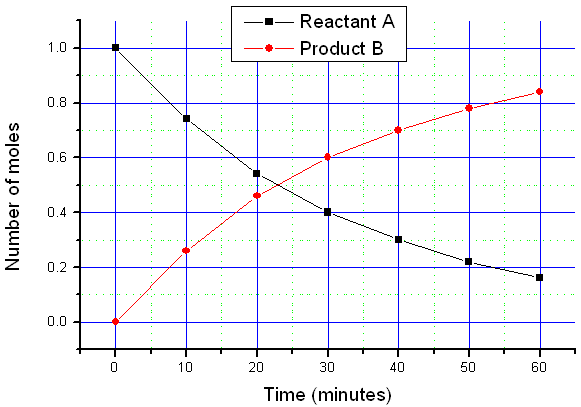 Reactant A
Product B
Number of moles
1.0
0.8
0.6
0.4
0.2
0.0
0 10 20 30 40 50 60
Time (minutes)